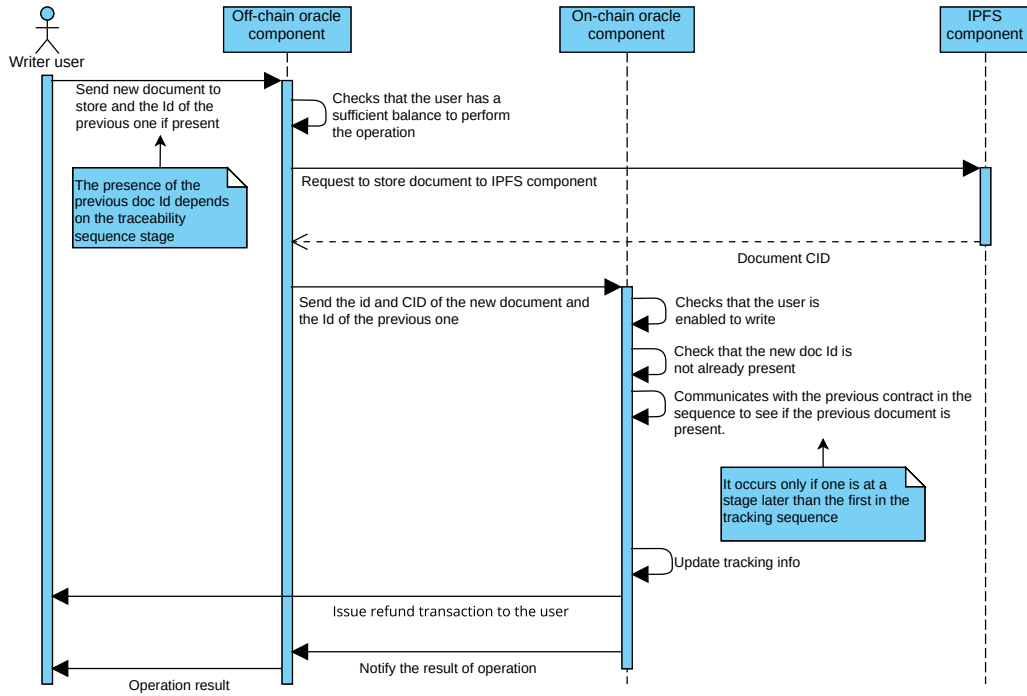 Off-chain oracle
component
On-chain oracle
component
IPFS
component
Writer user
Send new document to
store and the Id of the
previous one if present
Checks that the user has a
sufficient balance to perform
the operation
The presence of the
previous doc Id depends
on the traceability
sequence stage
Request to store document to IPFS component
Document CID
Send the id and CID of the new document and
the Id of the previous one
Checks that the user is
enabled to write
Check that the new doc Id is
not already present
Communicates with the previous contract in the
sequence to see if the previous document is
present.
It occurs only if one is at a
stage later than the first in the
tracking sequence
Update tracking info
Issue refund transaction to the user
Notify the result of operation
Operation result